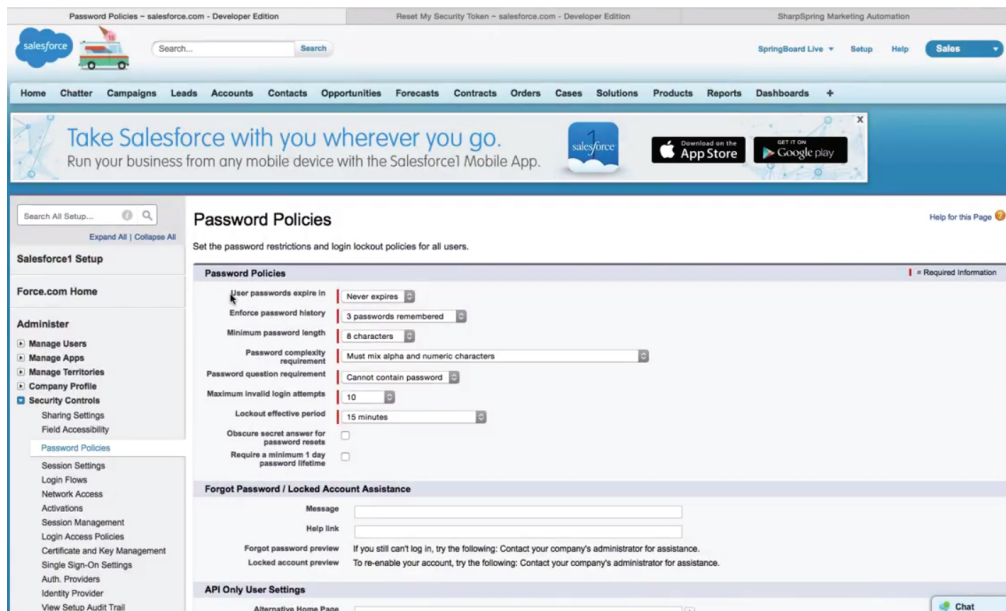 Password Policies ~ salesforce.com - Developer Edition
Reset My Security Token ~ salesforce.com - Developer Edition
SharpSpring Marketing Automation
salesforce
Search...
Search
SpringBoard Live
Setup
Help
Sales
Home Chatter Campaigns Leads Accounts Contacts Opportunities Forecasts Contracts Orders Cases Solutions Products Reports Dashboards +
Take Salesforce with you wherever you go.
Run your business from any mobile device with the Salesforce1 Mobile App.
1
salesforce
Download on the
App Store
GET IT ON
Google play
X
Search All Setup...
Expand All | Collapse All
Salesforce1 Setup
Force.com Home
Administer
Manage Users
Manage Apps
Manage Territories
Company Profile
Security Controls
Sharing Settings
Field Accessibility
Password Policies
Session Settings
Login Flows
Network Access
Activations
Session Management
Login Access Policies
Certificate and Key Management
Single Sign-On Settings
Auth. Providers
Identity Provider
View Setup Audit Trail
Password Policies
Help for this Page
Set the password restrictions and login lockout policies for all users.
Password Policies
= Required Information
User passwords expire in Never expires
Enforce password history 3 passwords remembered
Minimum password length 8 characters
Password complexity
requirement Must mix alpha and numeric characters
Password question requirement Cannot contain password
Maximum invalid login attempts 10
Lockout effective period 15 minutes
Obscure secret answer for
password resets
Require a minimum 1 day
password lifetime
Forgot Password / Locked Account Assistance
Message
Help link
Forgot password preview If you still can't log in, try the following: Contact your company's administrator for assistance.
Locked account preview To re-enable your account, try the following: Contact your company's administrator for assistance.
API Only User Settings
Alternative Home Page
Chat